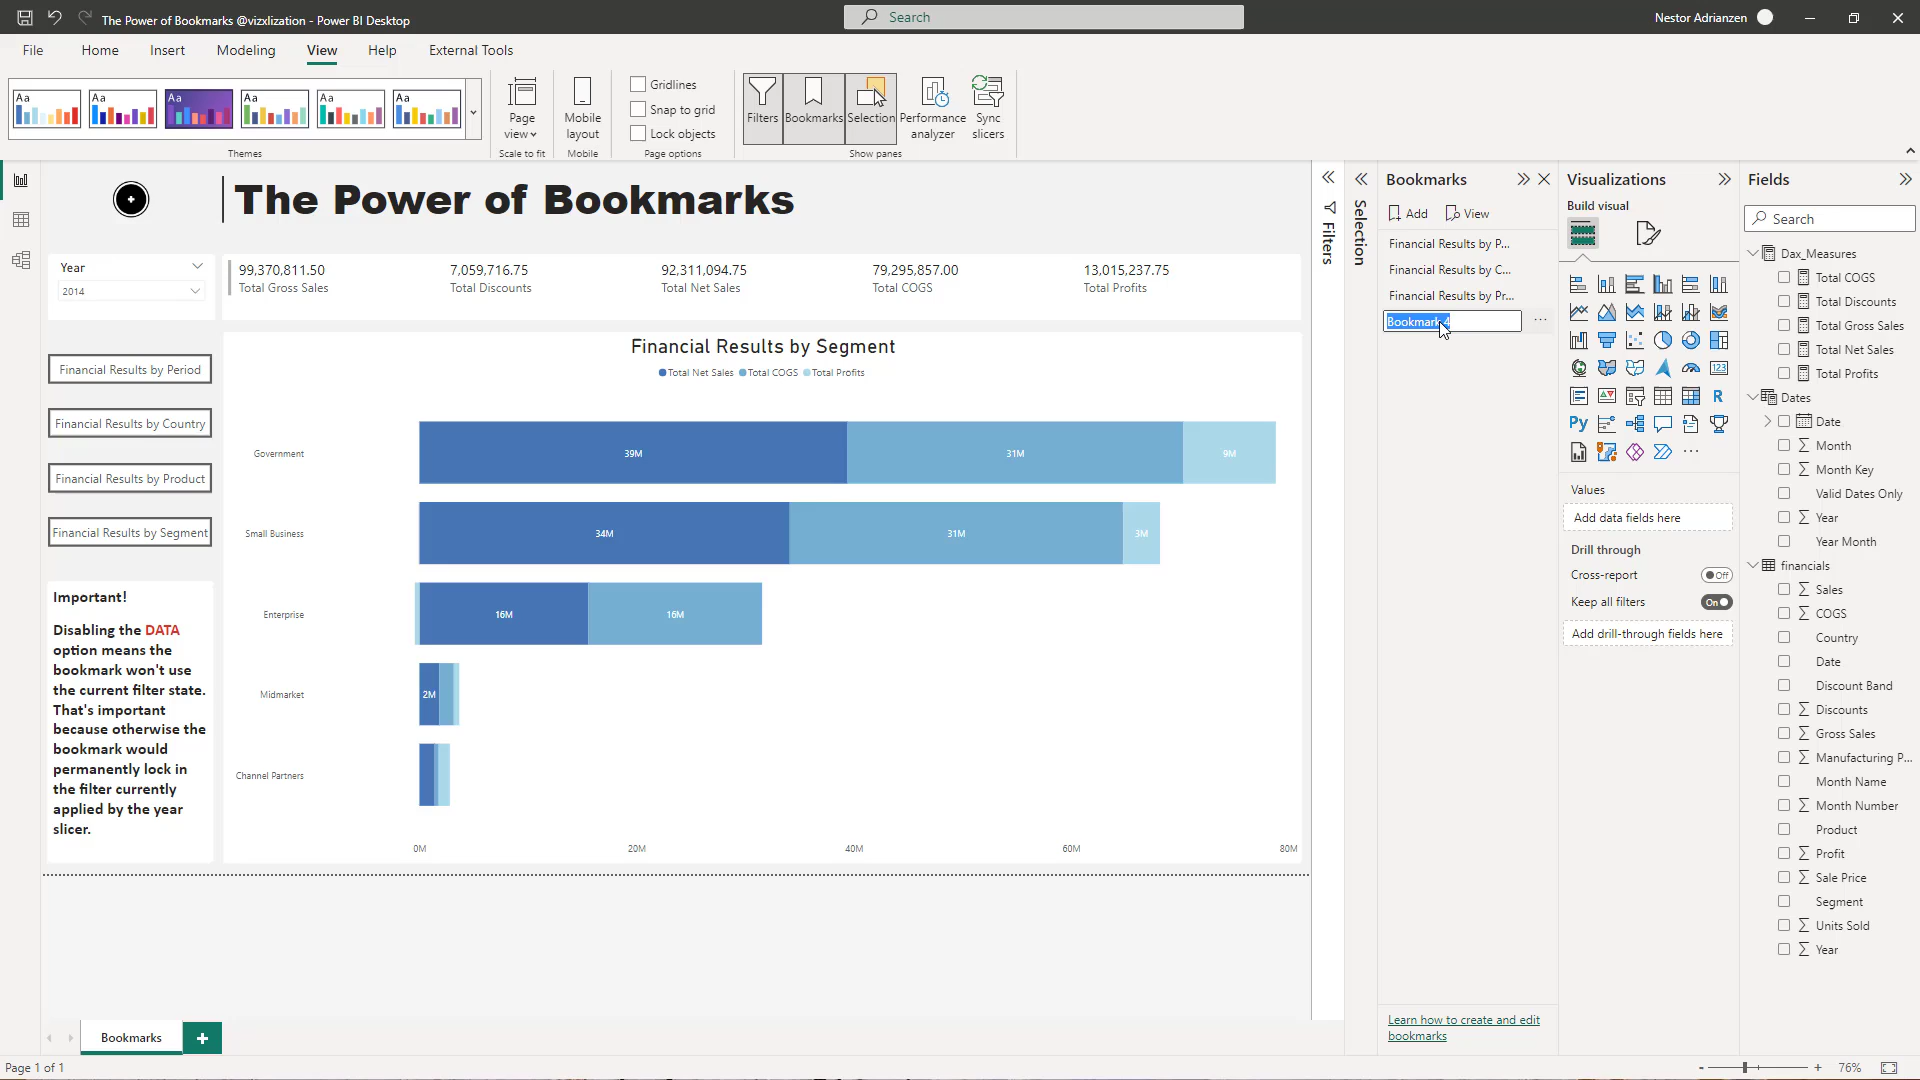 The Power of Bookmarks @vizxlization - Power BI Desktop
Search
Nestor Adrianzen
File
Home
Insert
Modeling
View
Help
External Tools
Aa
Aa
Aa
Aa
Aa
Aa
Themes
Page view
Scale to fit
Mobile layout
Mobile
Gridlines
Snap to grid
Lock objects
Page options
Filters
Bookmarks
Selection
Performance analyzer
Sync slicers
Show panes
The Power of Bookmarks
Year
2014
99,370,811.50
Total Gross Sales
7,059,716.75
Total Discounts
92,311,094.75
Total Net Sales
79,295,857.00
Total COGS
13,015,237.75
Total Profits
Financial Results by Period
Financial Results by Country
Financial Results by Product
Financial Results by Segment
Important!
Disabling the DATA
option means the
bookmark won't use
the current filter state.
That's important
because otherwise the
bookmark would
permanently lock in
the filter currently
applied by the year
slicer.
Financial Results by Segment
Total Net Sales Total COGS Total Profits
Government
39M
31M
9M
Small Business
34M
31M
3M
Enterprise
16M
16M
Midmarket
2M
Channel Partners
0M
20M
40M
60M
80M
Filters
Selection
Bookmarks
Add
View
Financial Results by P...
Financial Results by C...
Financial Results by Pr...
Bookmark 4
Learn how to create and edit
bookmarks
Visualizations
Build visual
123
R
Py
Values
Add data fields here
Drill through
Cross-report
Off
Keep all filters
On
Add drill-through fields here
Fields
Search
Dax_Measures
Total COGS
Total Discounts
Total Gross Sales
Total Net Sales
Total Profits
Dates
Date
Month
Month Key
Valid Dates Only
Year
Year Month
financials
Sales
COGS
Country
Date
Discount Band
Discounts
Gross Sales
Manufacturing P...
Month Name
Month Number
Product
Profit
Sale Price
Segment
Units Sold
Year
Bookmarks
Page 1 of 1
76%